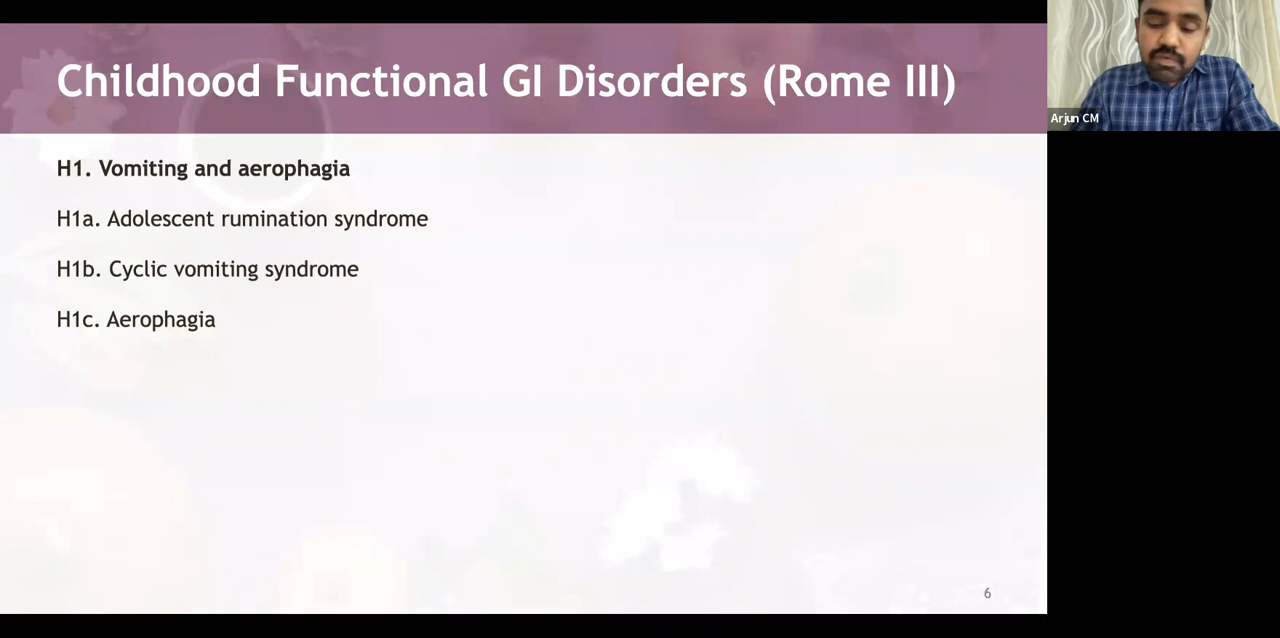 Childhood Functional GI Disorders (Rome III)
Arjun CM
H1. Vomiting and aerophagia
H1a. Adolescent rumination syndrome
H1b. Cyclic vomiting syndrome
H1c. Aerophagia
6